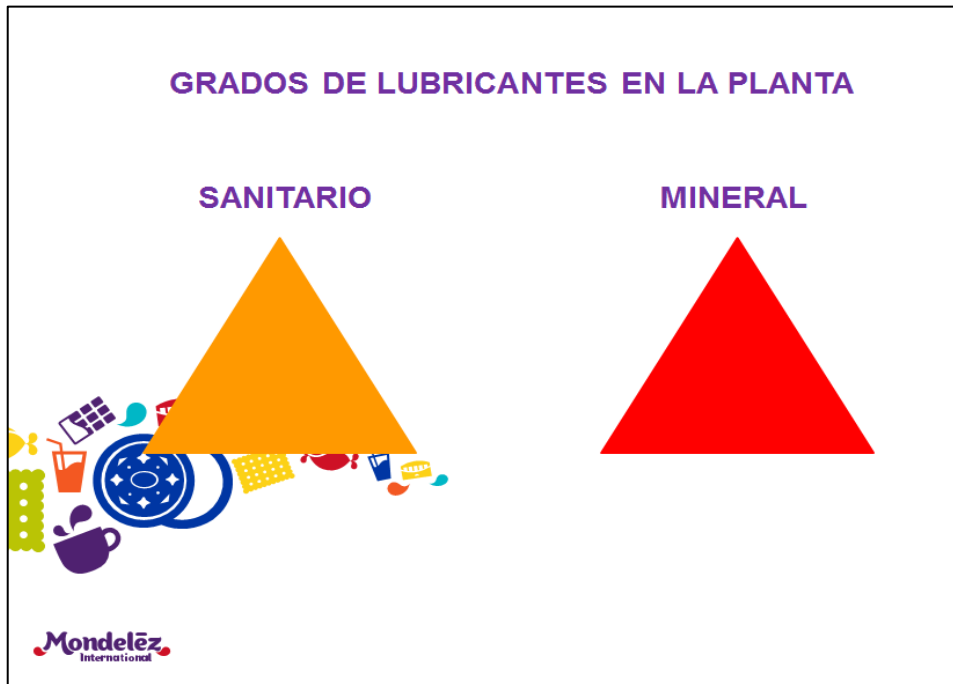 GRADOS DE LUBRICANTES EN LA PLANTA
SANITARIO
MINERAL
Mondelēz
International